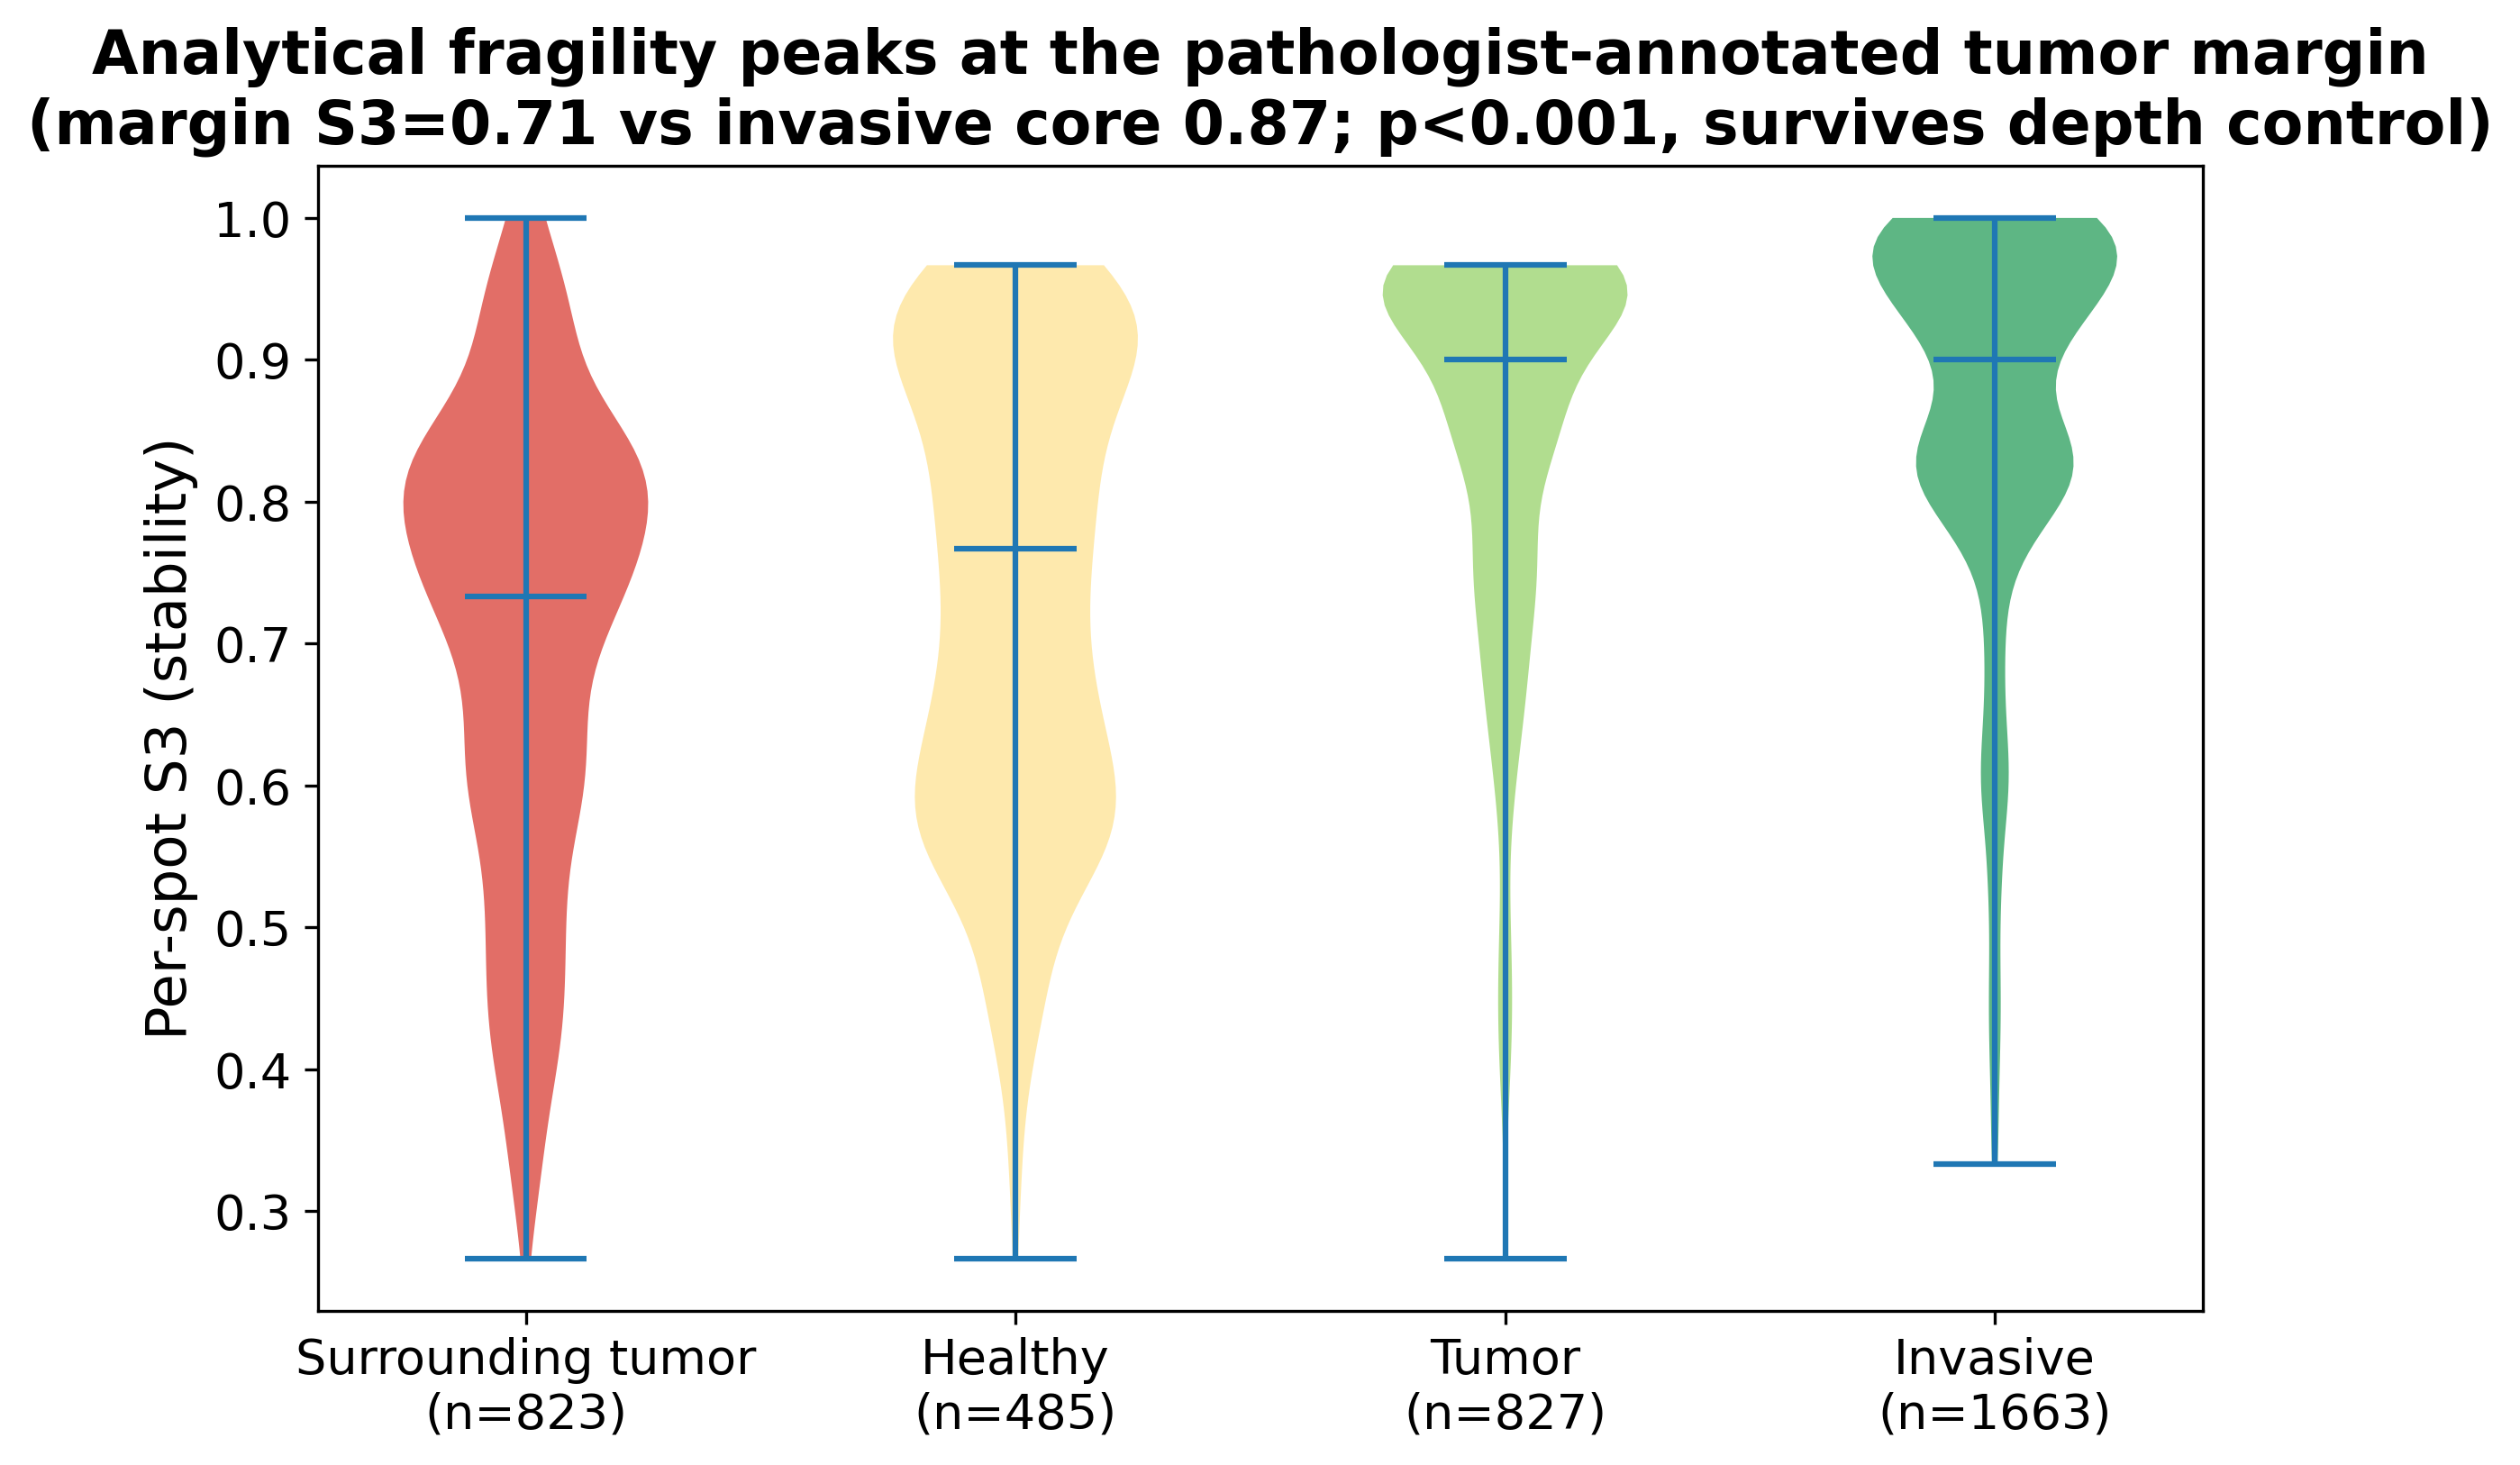 Analytical fragility peaks at the pathologist-annotated tumor margin
(margin S3=0.71 vs invasive core 0.87; p<0.001, survives depth control)
Per-spot S3 (stability)
1.0
0.9
0.8
0.7
0.6
0.5
0.4
0.3
Surrounding tumor
(n=823)
Healthy
(n=485)
Tumor
(n=827)
Invasive
(n=1663)